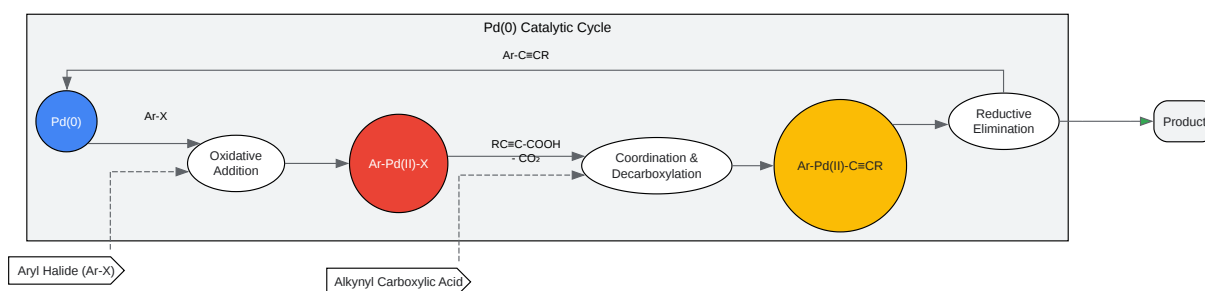 Pd(0) Catalytic Cycle
Ar-C≡CR
Pd(0)
Ar-X
Oxidative
Addition
Ar-Pd(II)-X
RC≡C-COOH
- CO₂
Coordination &
Decarboxylation
Ar-Pd(II)-C≡CR
Reductive
Elimination
Product
Aryl Halide (Ar-X)
Alkynyl Carboxylic Acid